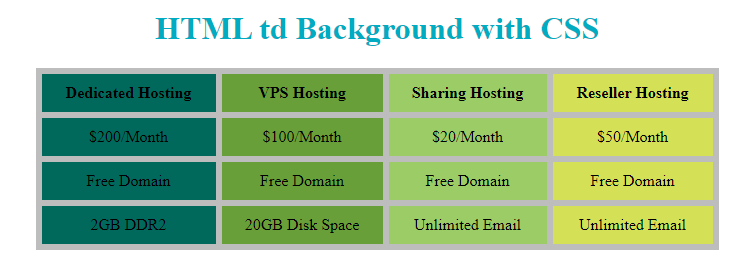 HTML td Background with CSS
Dedicated Hosting VPS Hosting Sharing Hosting Reseller Hosting
$200/Month $100/Month $20/Month $50/Month
Free Domain Free Domain Free Domain Free Domain
2GB DDR2 20GB Disk Space Unlimited Email Unlimited Email